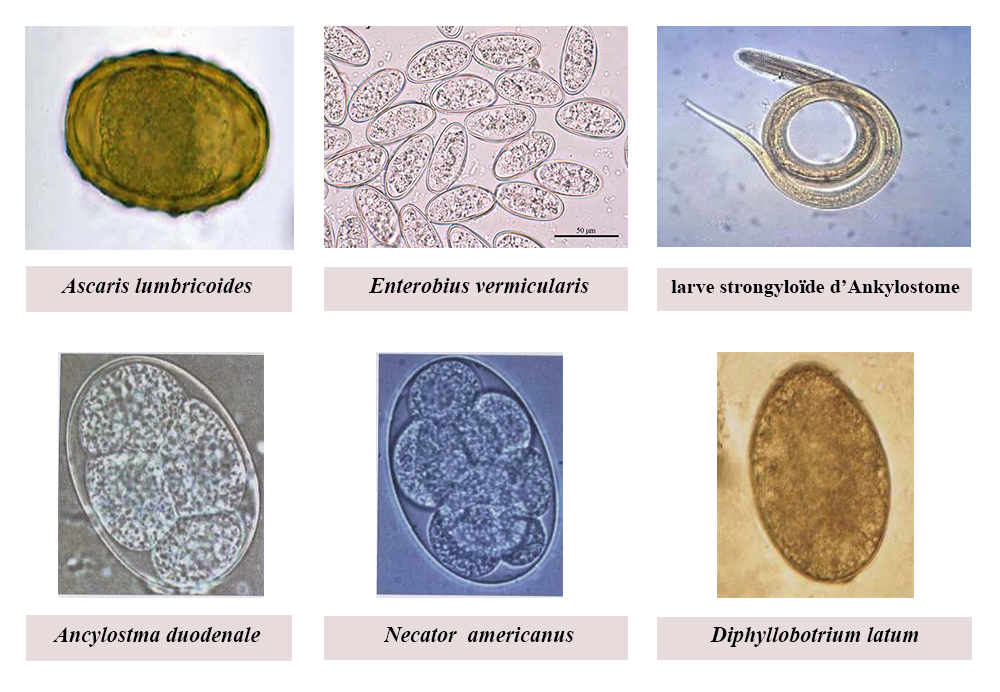 50 µm
Ascaris lumbricoides
Enterobius vermicularis
larve strongyloïde d’Ankylostome
Ancylostma duodenale
Necator americanus
Diphyllobotrium latum